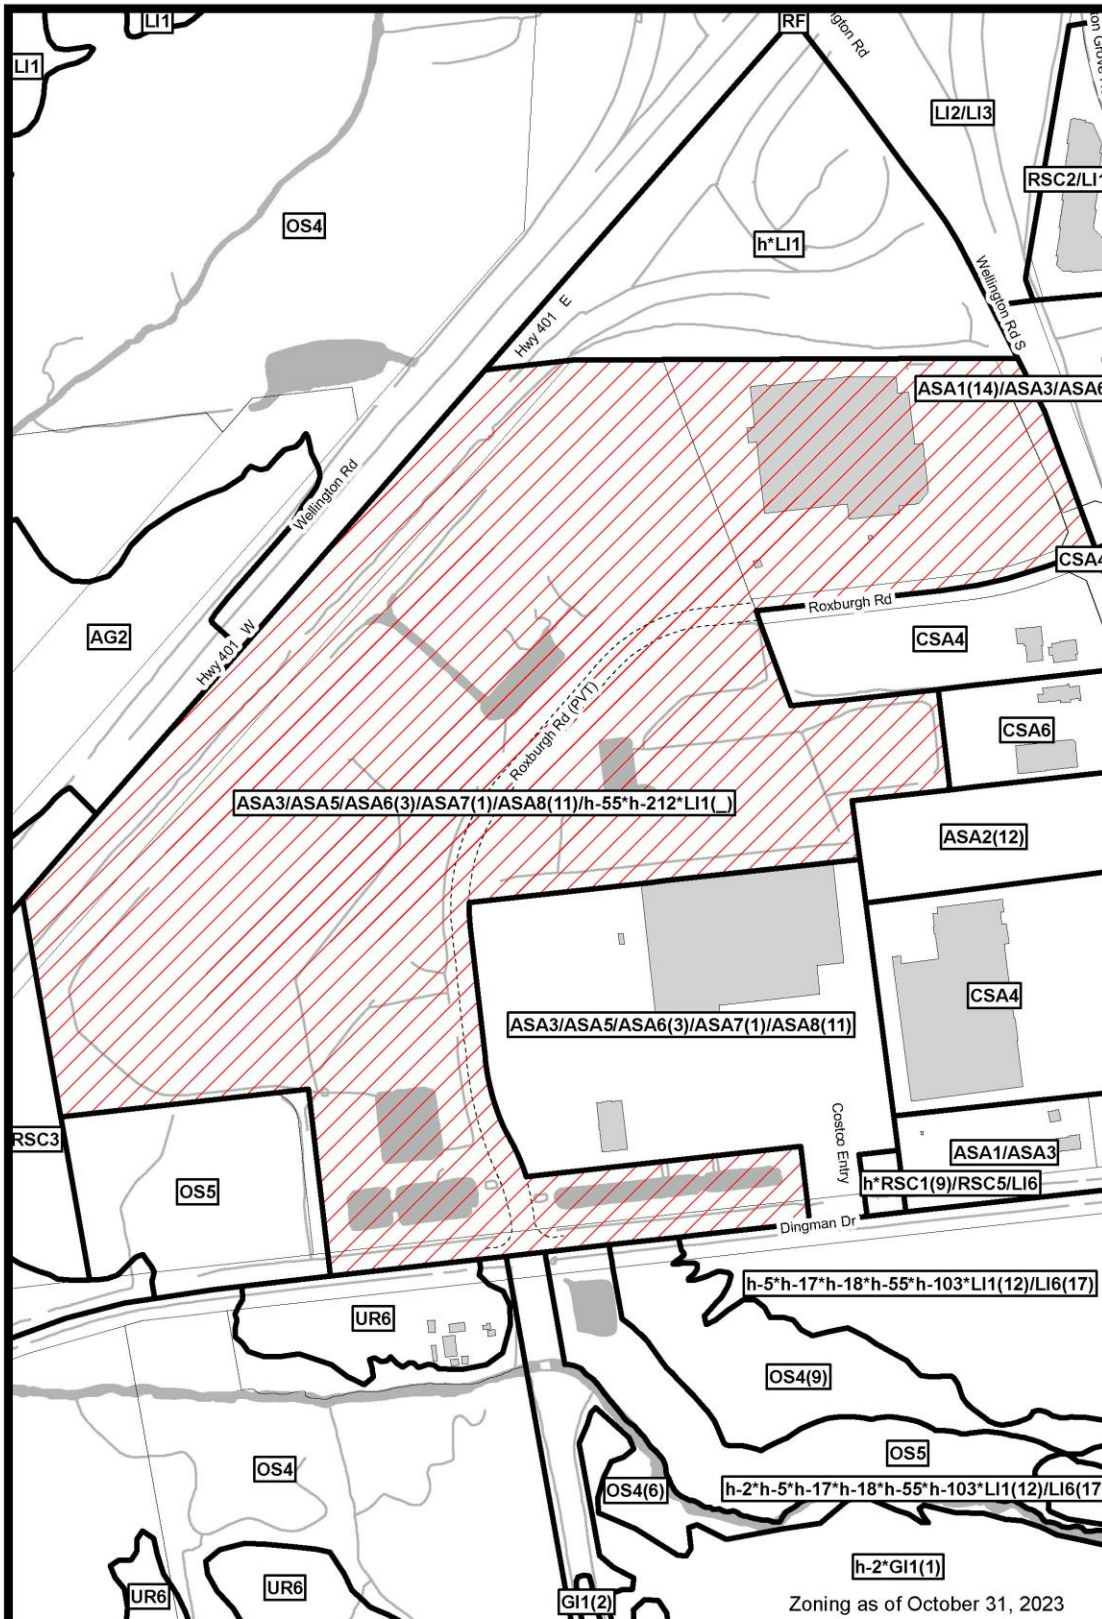 LI1
RF
LI1
Wellington Rd S
LI2/LI3
RSC2/LI1
OS4
h*LI1
Hwy 401 E
ASA1(14)/ASA3/ASA6
Wellington Rd
CSA4
Roxburgh Rd
AG2
Hwy 401 W
CSA4
Roxburgh Rd (PVT)
CSA6
ASA3/ASA5/ASA6(3)/ASA7(1)/ASA8(11)/h-55*h-212*LI1(_)
ASA2(12)
CSA4
ASA3/ASA5/ASA6(3)/ASA7(1)/ASA8(11)
Costco Entry
RSC3
ASA1/ASA3
OS5
h*RSC1(9)/RSC5/LI6
Dingman Dr
h-5*h-17*h-18*h-55*h-103*LI1(12)/LI6(17)
UR6
OS4(9)
OS5
OS4
OS4(6)
h-2*h-5*h-17*h-18*h-55*h-103*LI1(12)/LI6(17
h-2*GI1(1)
UR6
UR6
GI1(2)
Zoning as of October 31, 2023